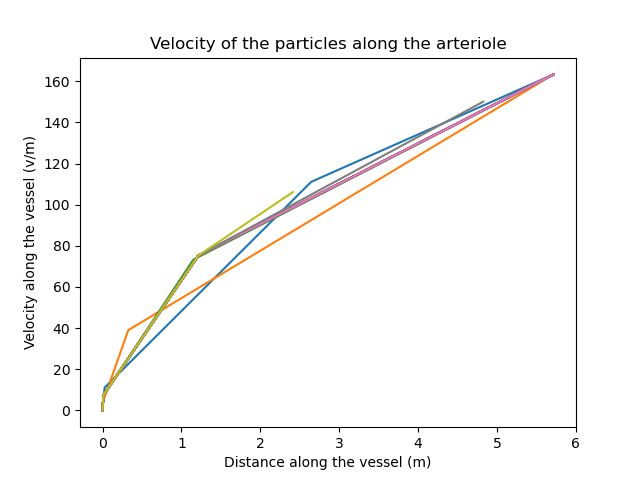 Velocity of the particles along the arteriole
Velocity along the vessel (v/m)
160
140
120
100
80
60
40
20
0
0 1 2 3 4 5 6
Distance along the vessel (m)